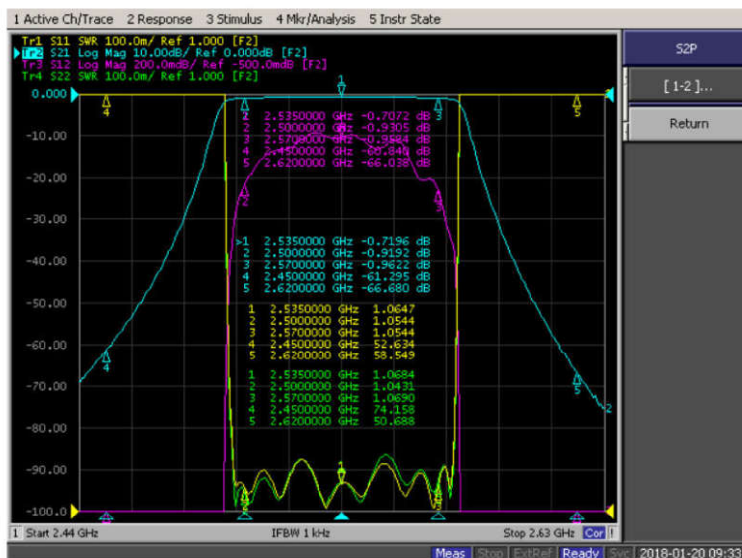 1 Active Ch/Trace 2 Response 3 Stimulus 4 Mkr/Analysis 5 Instr State
Tr1 S11 SWR 100.0m/ Ref 1.000 [F2]
Tr2 S21 Log Mag 10.00dB/ Ref 0.000dB [F2]
Tr3 S12 Log Mag 200.0mdB/ Ref -500.0mdB [F2]
Tr4 S22 SWR 100.0m/ Ref 1.000 [F2]
S2P
[ 1-2 ]...
Return
0.000
-10.00
-20.00
-30.00
-40.00
-50.00
-60.00
-70.00
-80.00
-90.00
-100.0
1 2.5350000 GHz -0.7072 dB
2 2.5000000 GHz -0.9305 dB
3 2.5700000 GHz -0.9884 dB
4 2.4500000 GHz -60.845 dB
5 2.6200000 GHz -66.038 dB
>1 2.5350000 GHz -0.7196 dB
2 2.5000000 GHz -0.9192 dB
3 2.5700000 GHz -0.9622 dB
4 2.4500000 GHz -61.295 dB
5 2.6200000 GHz -66.680 dB
1 2.5350000 GHz 1.0647
2 2.5000000 GHz 1.0544
3 2.5700000 GHz 1.0544
4 2.4500000 GHz 52.634
5 2.6200000 GHz 58.549
1 2.5350000 GHz 1.0684
2 2.5000000 GHz 1.0431
3 2.5700000 GHz 1.0690
4 2.4500000 GHz 74.158
5 2.6200000 GHz 50.688
1 Start 2.44 GHz IFBW 1 kHz Stop 2.63 GHz Cor !
Meas Stop ExtRef Ready Svc 2018-01-20 09:33